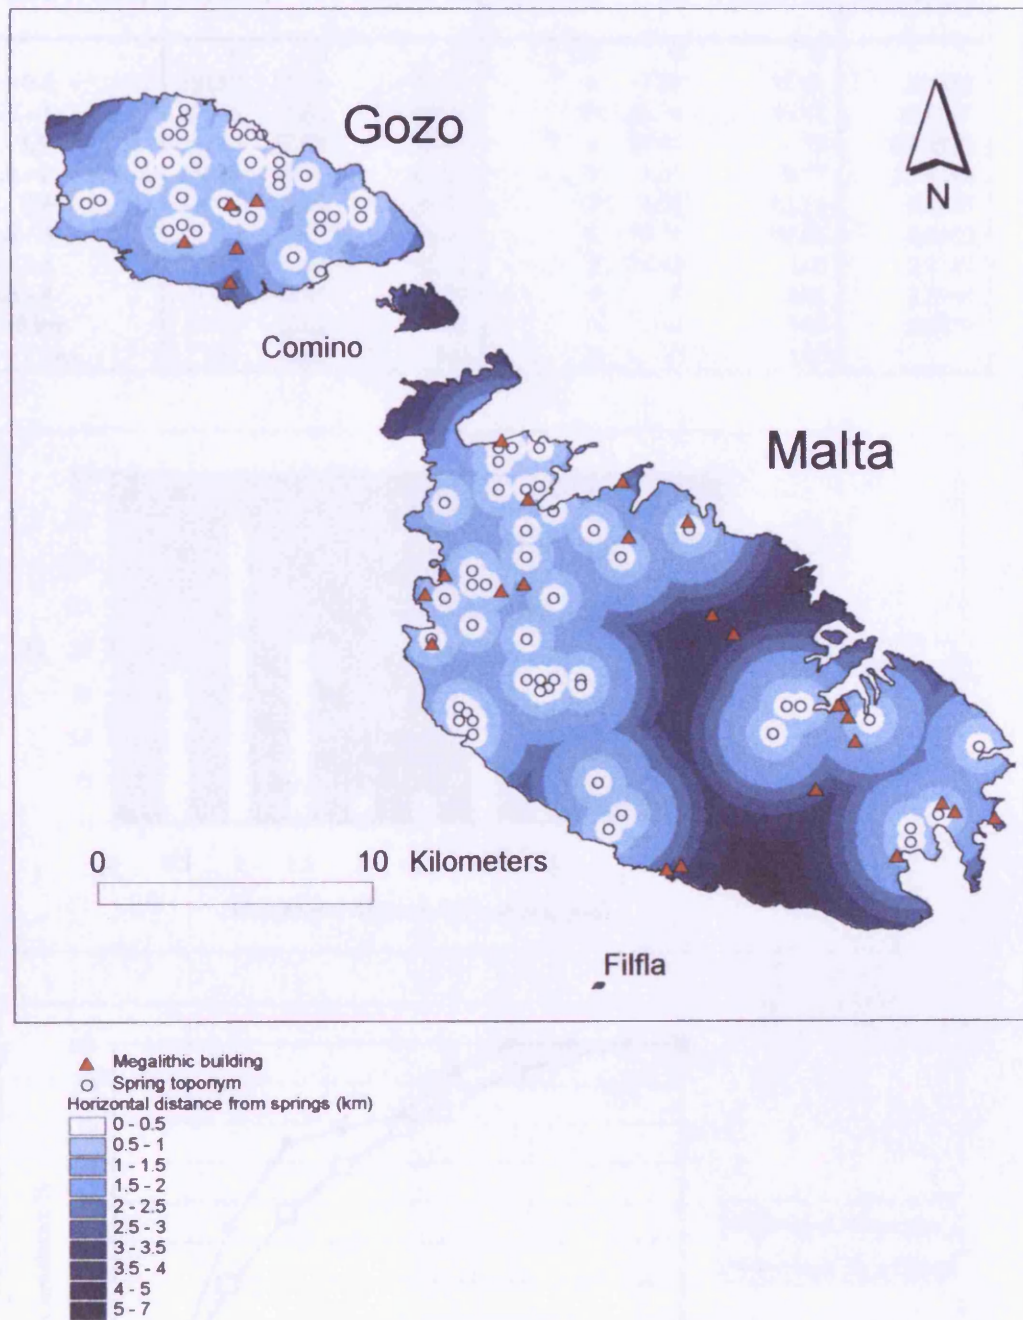 Gozo
N
Comino
Malta
0 10 Kilometers
Filfla
Megalithic building
Spring toponym
Horizontal distance from springs (km)
0 - 0.5
0.5 - 1
1 - 1.5
1.5 - 2
2 - 2.5
2.5 - 3
3 - 3.5
3.5 - 4
4 - 5
5 - 7